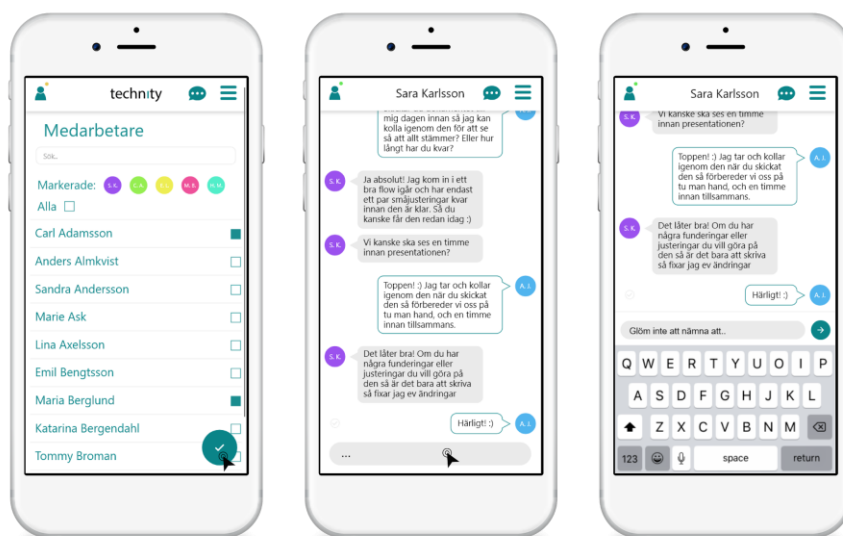 technity
Medarbetare
Sök..
Markerade: S.K. C.A. M.B.
Alla
Carl Adamsson
Anders Almkvist
Sandra Andersson
Marie Ask
Lina Axelsson
Emil Bengtsson
Maria Berglund
Katarina Bergendahl
Tommy Broman
Sara Karlsson
mig dagen innan så jag kan
kolla igenom den för att se
så att allt stämmer? Eller hur
långt har du kvar?
A.J.
S.K.
Ja absolut! Jag kom in i ett
bra flow igår och har endast
ett par småjusteringar kvar
innan den är klar. Så du
kanske får den redan idag :)
S.K.
Vi kanske ska ses en timme
innan presentationen?
Toppen! :) Jag tar och kollar
igenom den när du skickat
den så förbereder vi oss på
tu man hand, och en timme
innan tillsammans.
A.J.
S.K.
Det låter bra! Om du har
några funderingar eller
justeringar du vill göra på
den så är det bara att skriva
så fixar jag ev ändringar
Härligt! :)
A.J.
...
Sara Karlsson
S.K.
Vi kanske ska ses en timme
innan presentationen?
Toppen! :) Jag tar och kollar
igenom den när du skickat
den så förbereder vi oss på
tu man hand, och en timme
innan tillsammans.
A.J.
S.K.
Det låter bra! Om du har
några funderingar eller
justeringar du vill göra på
den så är det bara att skriva
så fixar jag ev ändringar
Härligt! :)
A.J.
Glöm inte att nämna att..
Q W E R T Y U O I P
A S D F G H J K L
Z X C V B N M
123 space return